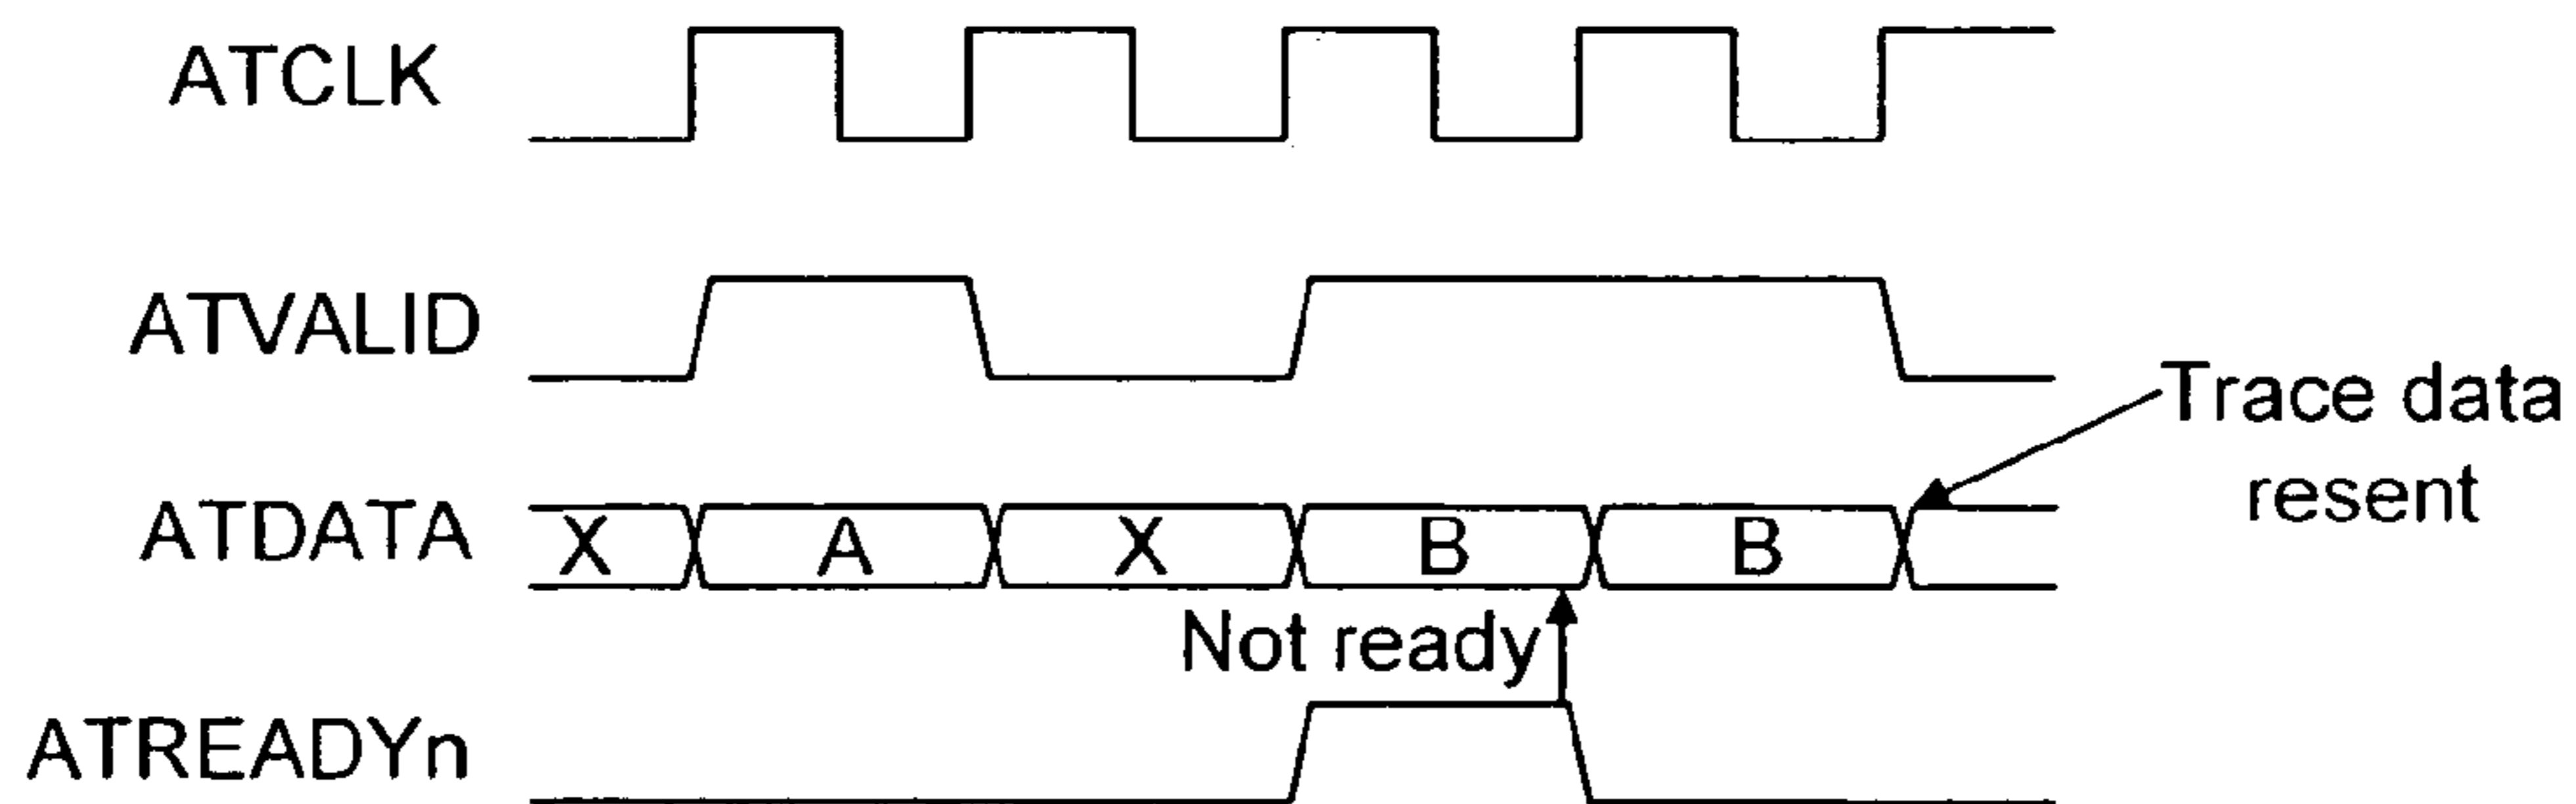 ATCLK
ATVALID
Trace data
resent
ATDATA X A X B B
Not ready
ATREADYn